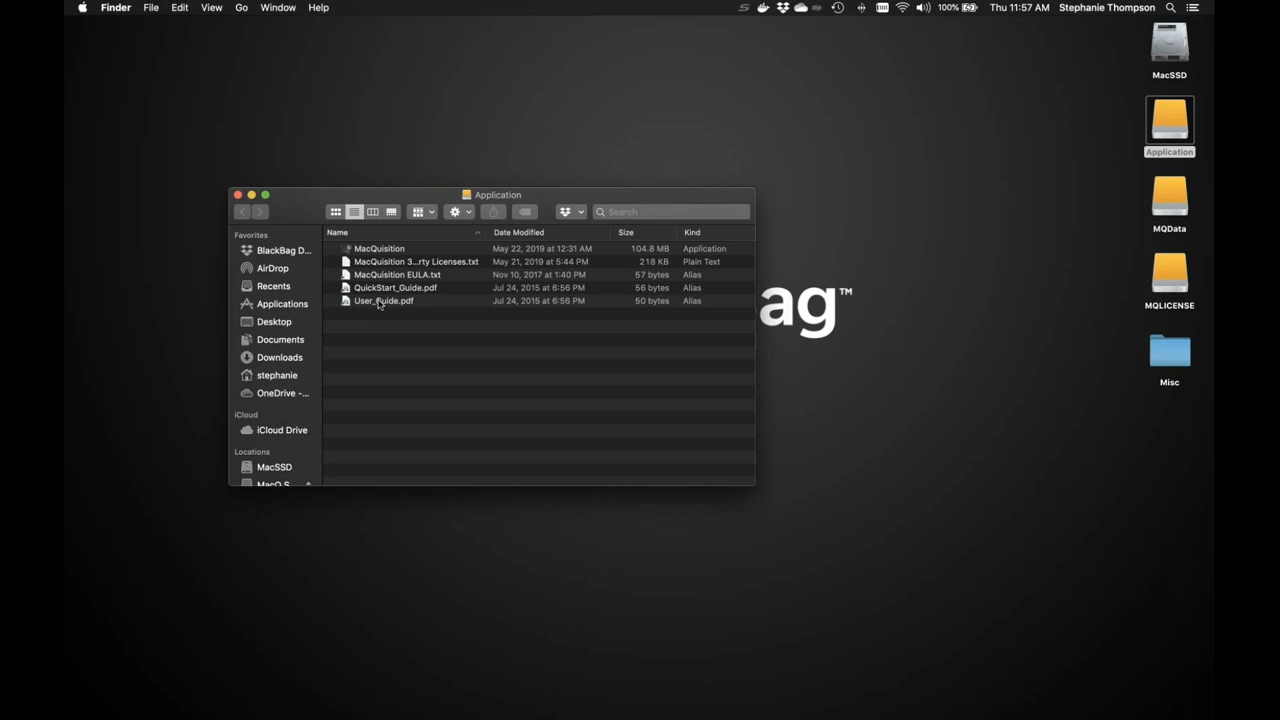 Finder File Edit View Go Window Help 100% Thu 11:57 AM Stephanie Thompson
MacSSD
Application
MQData
MQLICENSE
Misc
Application
Search
Name Date Modified Size Kind
MacQuisition May 22, 2019 at 12:31 AM 104.8 MB Application
MacQuisition 3...rty Licenses.txt May 21, 2019 at 5:44 PM 218 KB Plain Text
MacQuisition EULA.txt Nov 10, 2017 at 1:40 PM 57 bytes Alias
QuickStart_Guide.pdf Jul 24, 2015 at 6:56 PM 56 bytes Alias
User_Guide.pdf Jul 24, 2015 at 6:56 PM 50 bytes Alias
Favorites
BlackBag D...
AirDrop
Recents
Applications
Desktop
Documents
Downloads
stephanie
OneDrive -...
iCloud
iCloud Drive
Locations
MacSSD
ag™